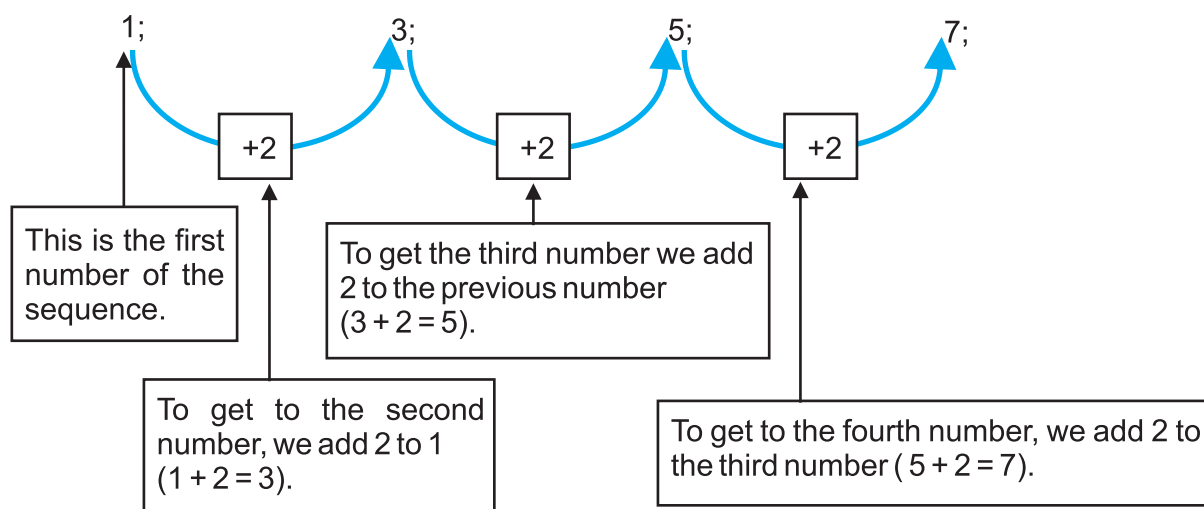 1; 3; 5; 7;
+2 +2 +2
This is the first
number of the
sequence.
To get the third number we add
2 to the previous number
(3 + 2 = 5).
To get to the second
number, we add 2 to 1
(1 + 2 = 3).
To get to the fourth number, we add 2 to
the third number ( 5 + 2 = 7).